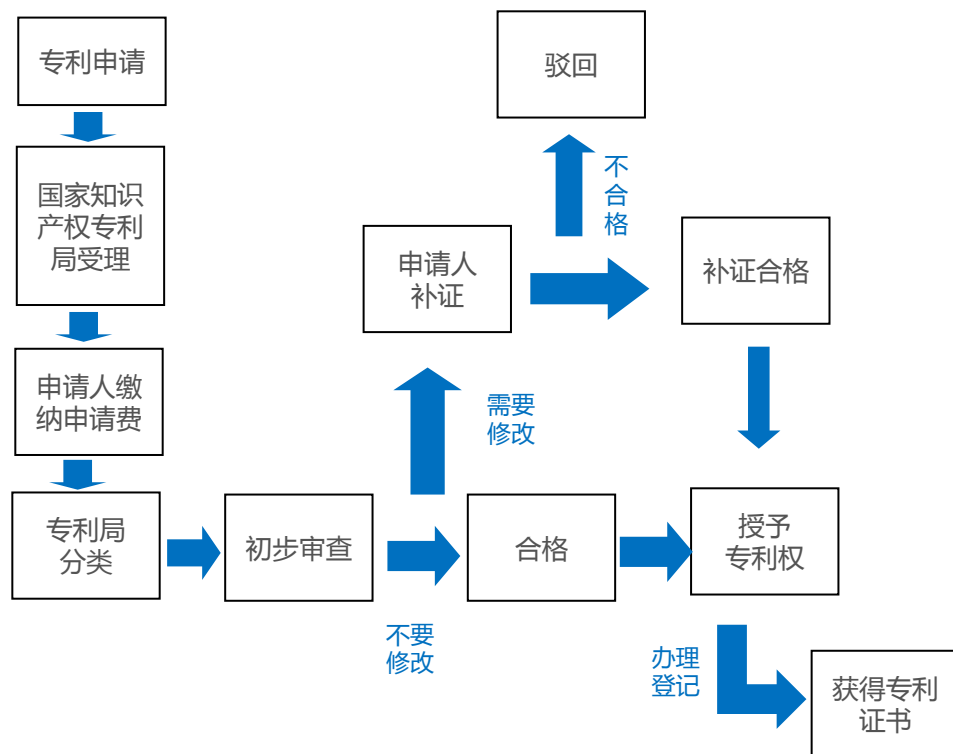 专利申请
国家知识
产权专利
局受理
申请人缴
纳申请费
专利局
分类
初步审查
需要
修改
不要
修改
申请人
补证
不
合
格
驳回
补证合格
合格
授予
专利权
办理
登记
获得专利
证书